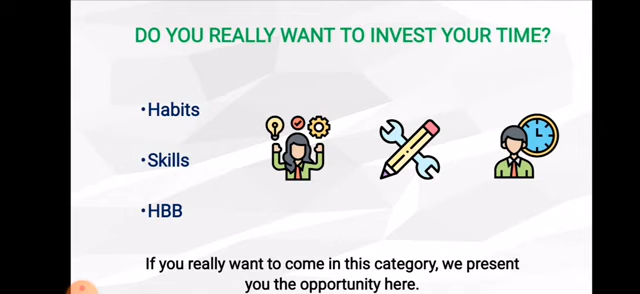 DO YOU REALLY WANT TO INVEST YOUR TIME?
•Habits
•Skills
•HBB
If you really want to come in this category, we present
you the opportunity here.